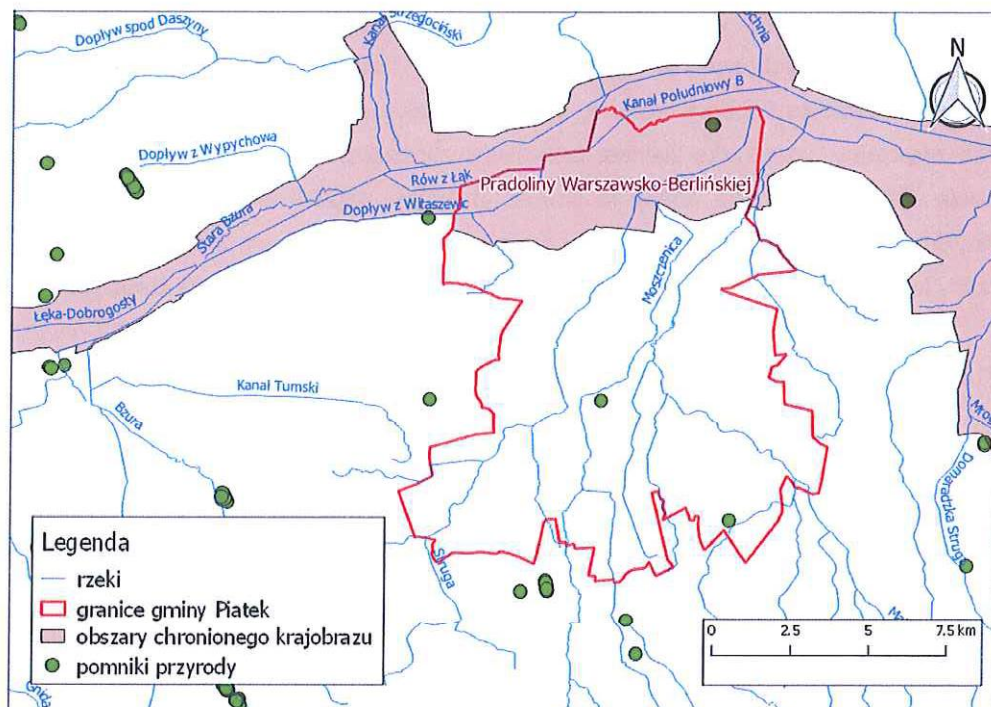 Dopływ spod Daszyny
Kanał Strzegociński
Kanał Południowy B
N
Dopływ z Wypychowa
Rów z Łąk
Pradoliny Warszawsko-Berlińskiej
Dopływ z Witaszewic
Stara Bzura
Moszczenica
Łęka-Dobrogosty
Kanał Tumski
Bzura
Domaradzka Struga
Struga
Legenda
rzeki
granice gminy Piątek
obszary chronionego krajobrazu
pomniki przyrody
0 2.5 5 7.5 km
Gnida